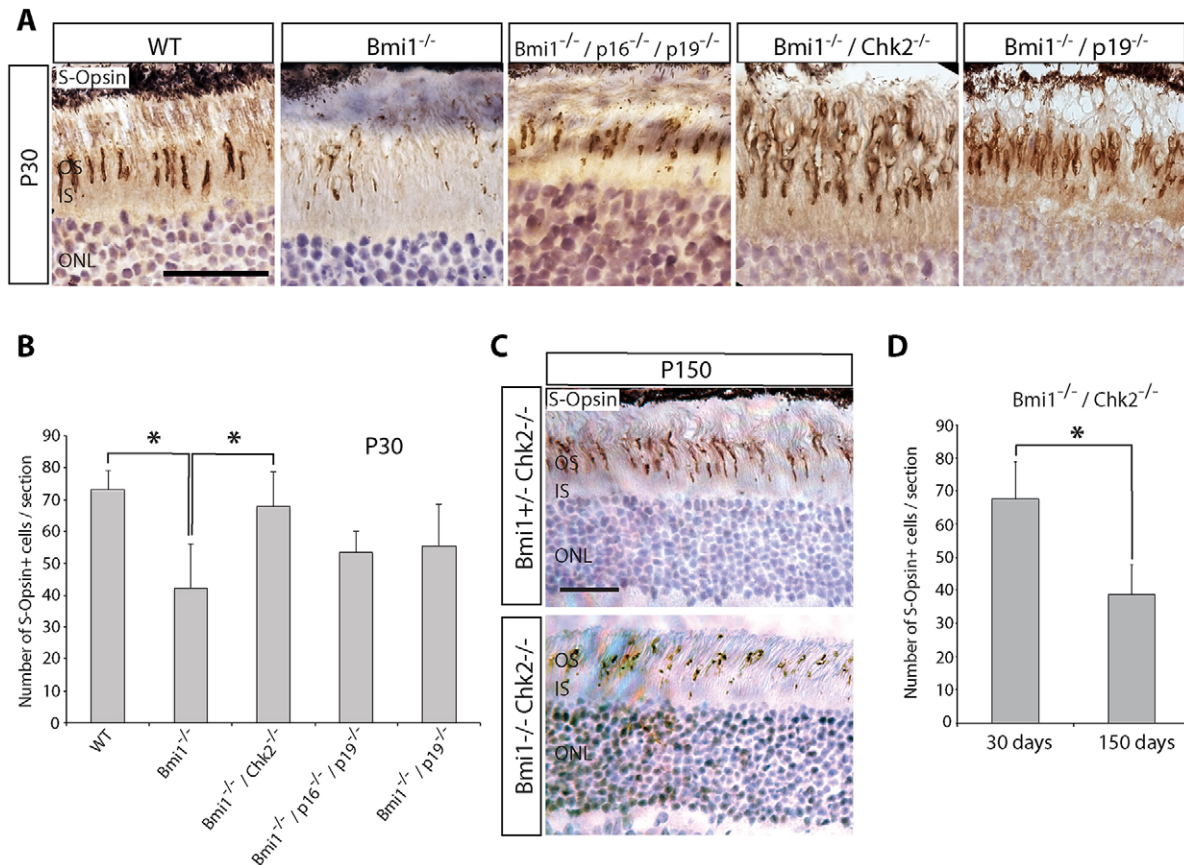 A
WT
Bmi1-/-
Bmi1-/- / p16-/- / p19-/-
Bmi1-/- / Chk2-/-
Bmi1-/- / p19-/-
P30
S-Opsin
OS
IS
ONL
B
P30
* *
Number of S-Opsin+ cells / section
90
80
70
60
50
40
30
20
10
0
WT
Bmi1-/-
Bmi1-/- / Chk2-/-
Bmi1-/- / p16-/- / p19-/-
Bmi1-/- / p19-/-
C
P150
Bmi1+/- Chk2-/-
S-Opsin
OS
IS
ONL
Bmi1-/- Chk2-/-
OS
IS
ONL
D
Bmi1-/- / Chk2-/-
*
Number of S-Opsin+ cells / section
90
80
70
60
50
40
30
20
10
0
30 days
150 days